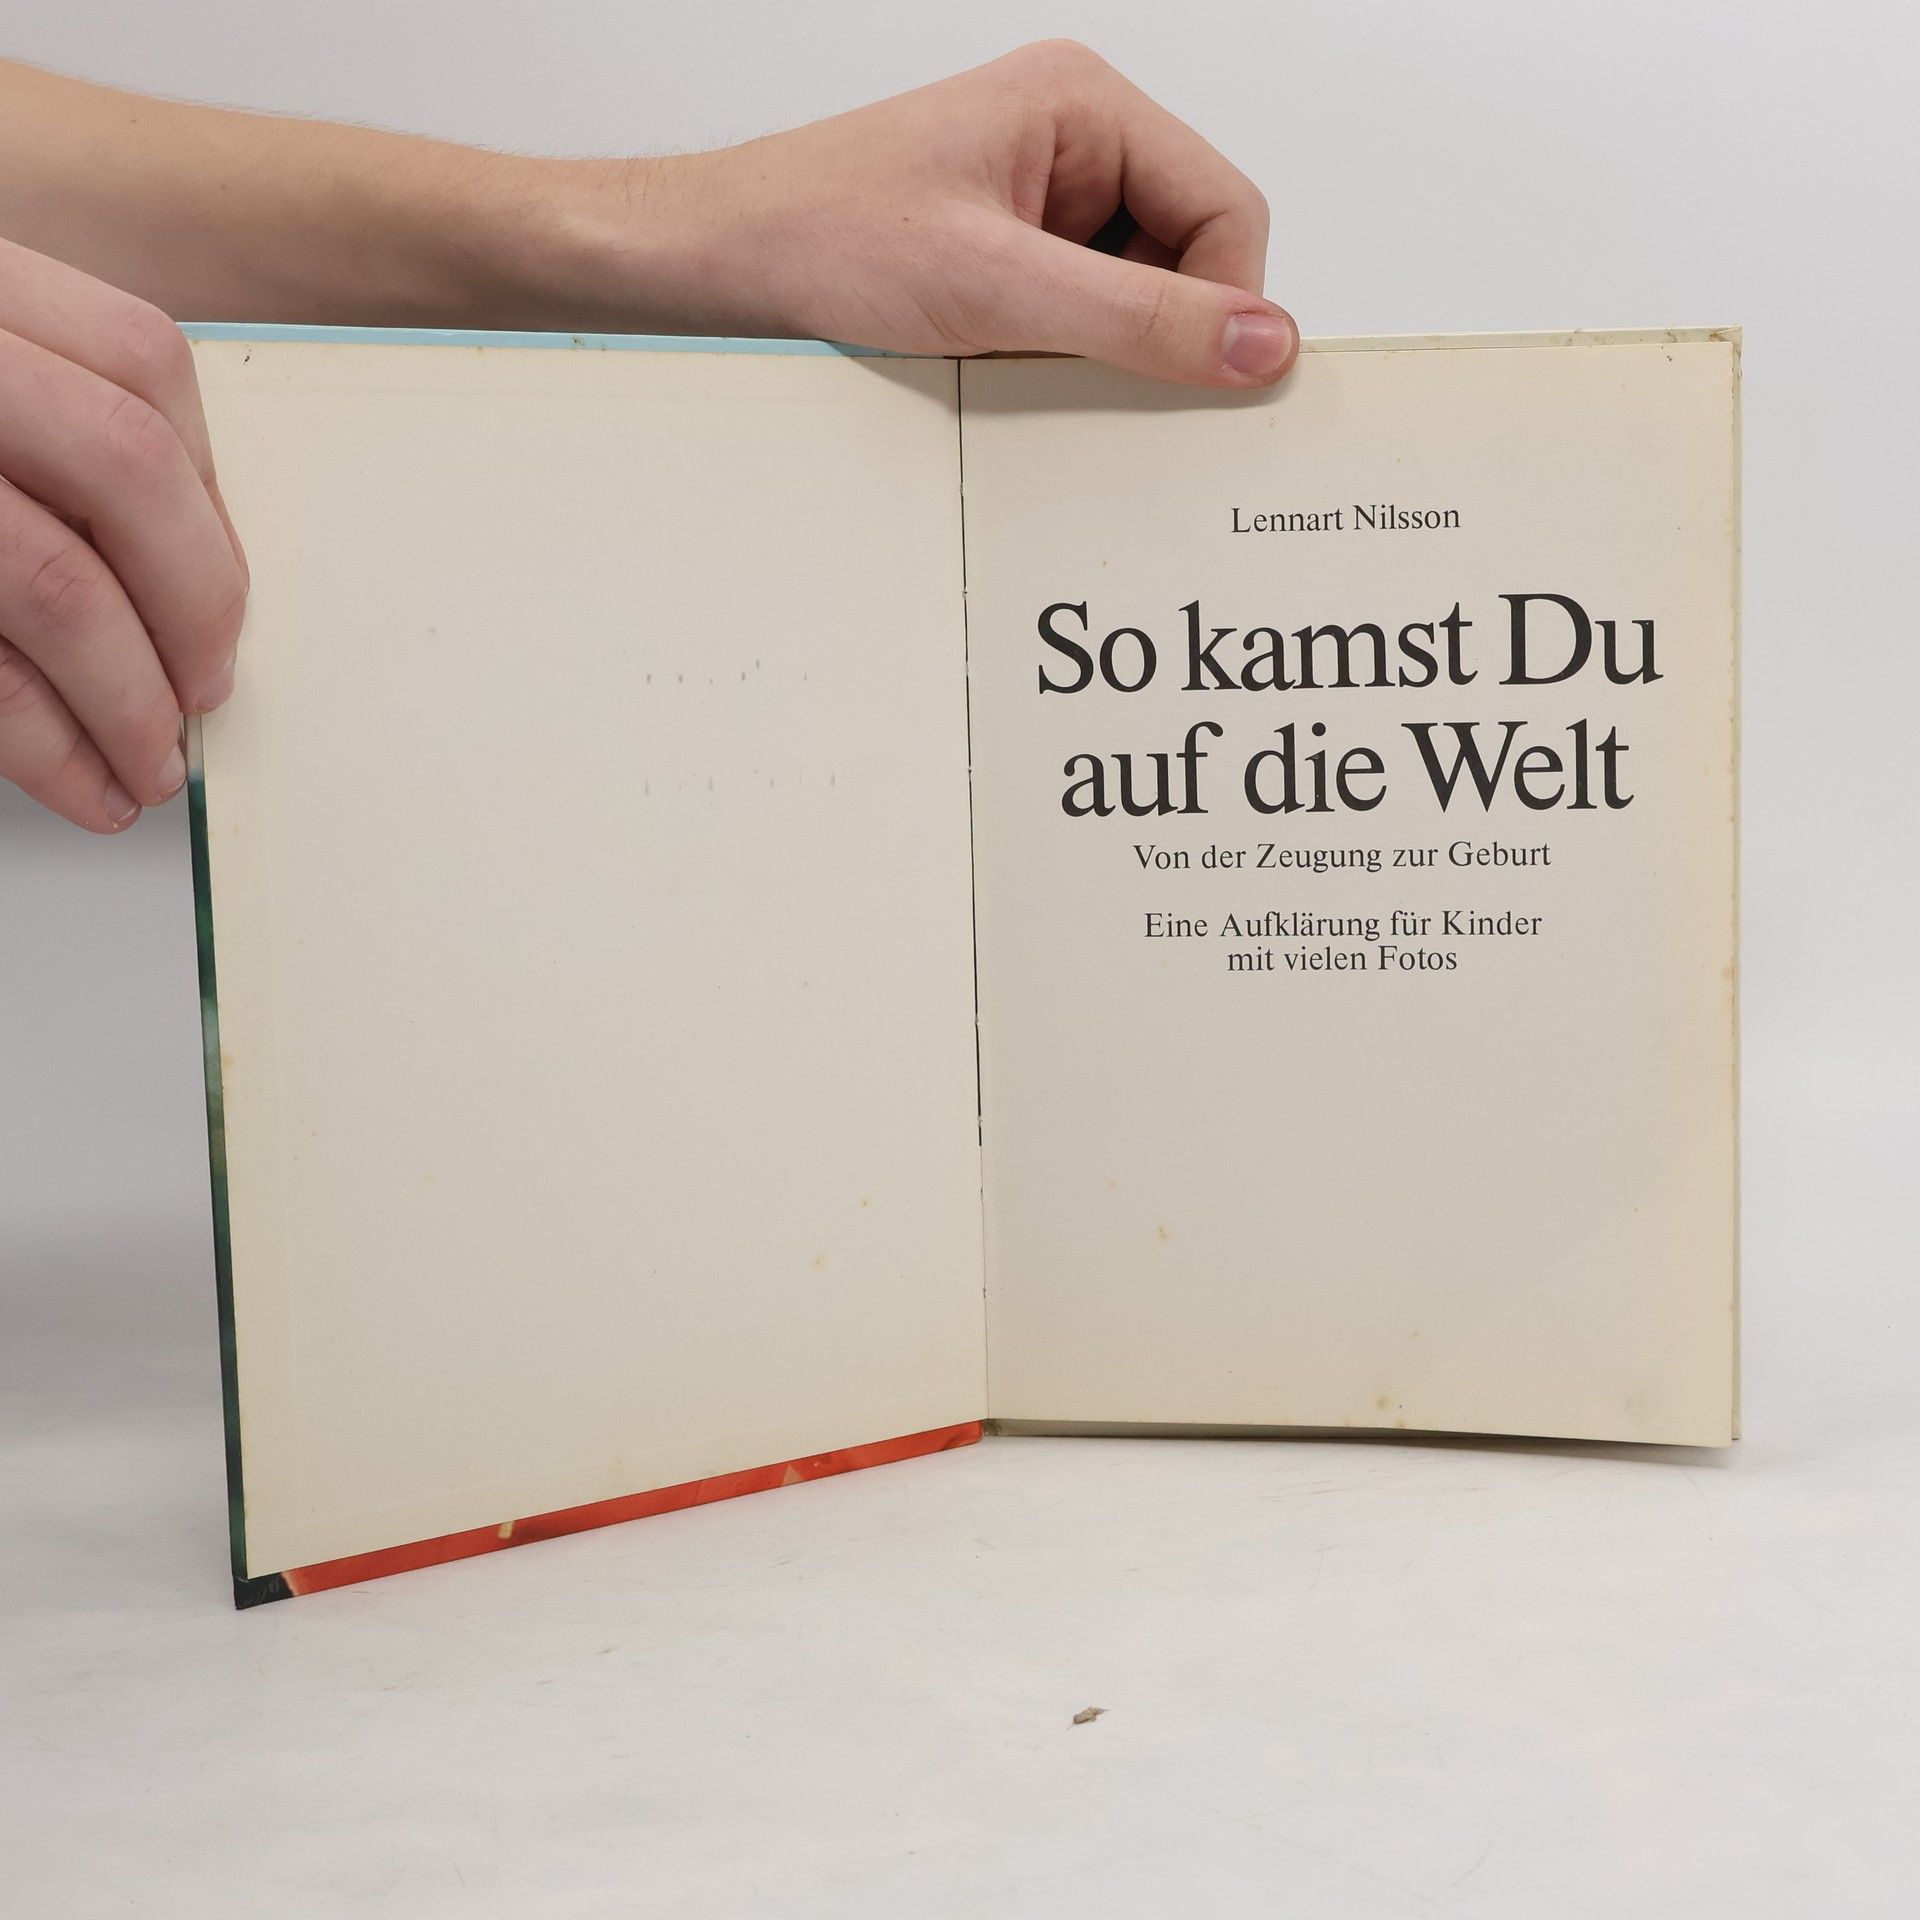 Lennart Nilsson
So kamst Du
auf die Welt
Von der Zeugung zur Geburt
Eine Aufklärung für Kinder
mit vielen Fotos